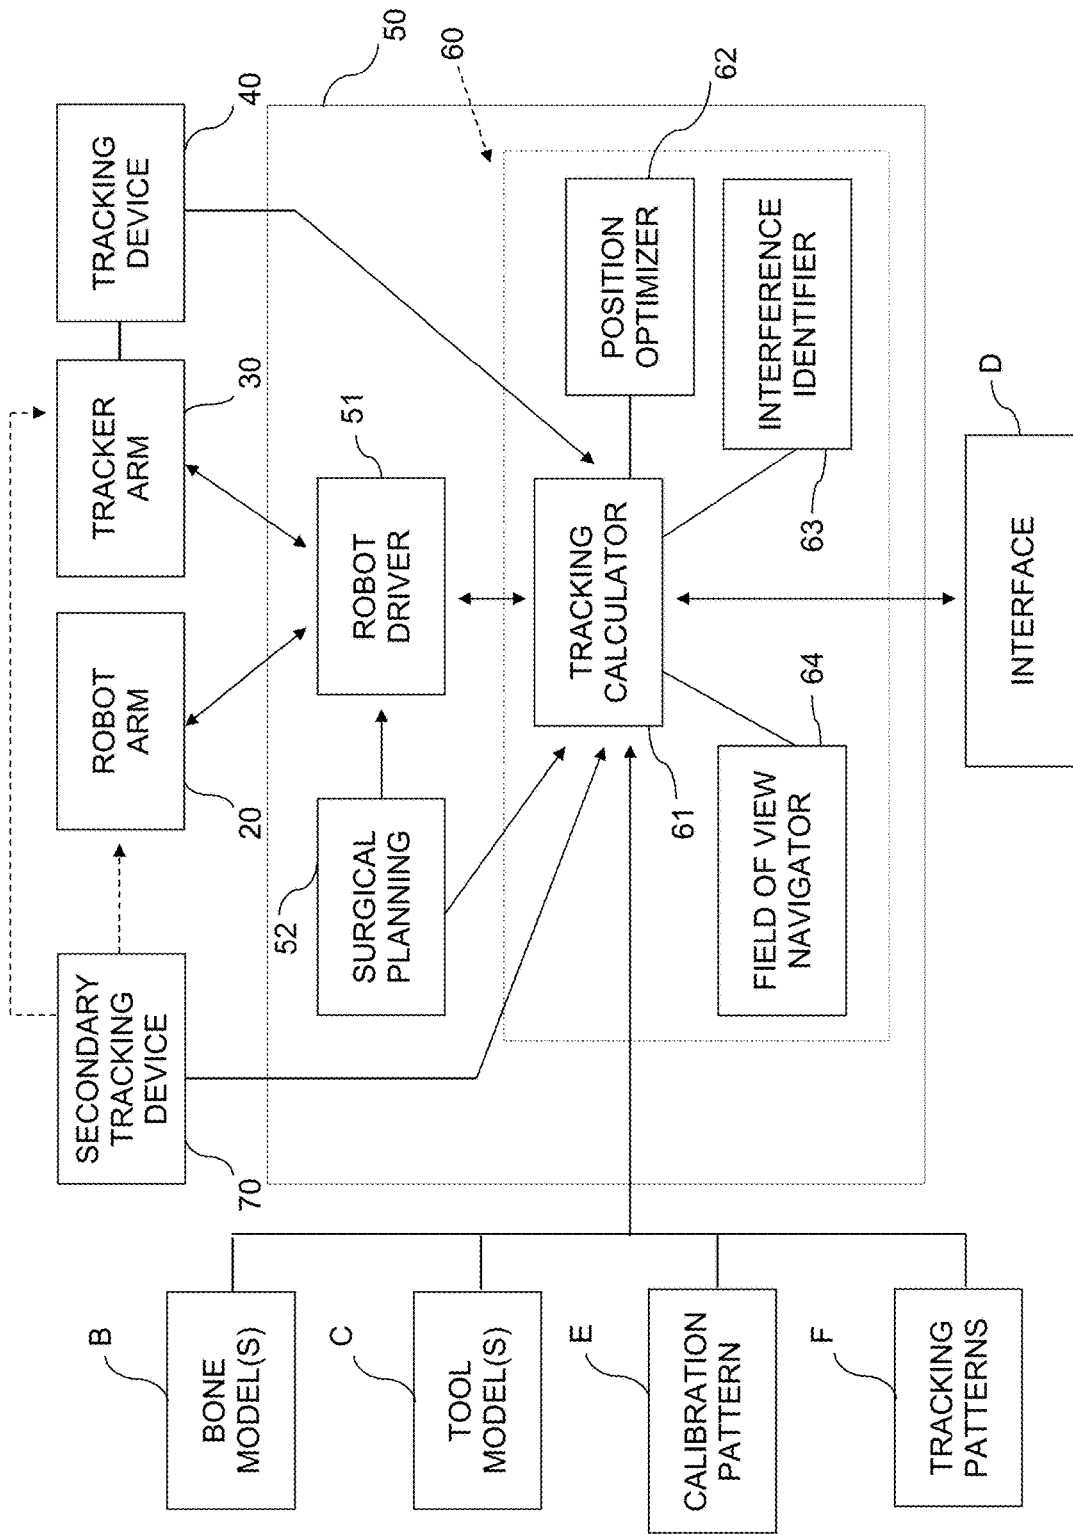 SECONDARY
TRACKING
DEVICE
70
ROBOT
ARM
20
TRACKER
ARM
30
TRACKING
DEVICE
40
50
BONE
MODEL(S)
B
SURGICAL
PLANNING
52
ROBOT
DRIVER
51
60
TOOL
MODEL(S)
C
TRACKING
CALCULATOR
61
POSITION
OPTIMIZER
62
CALIBRATION
PATTERN
E
FIELD OF VIEW
NAVIGATOR
64
INTERFERENCE
IDENTIFIER
63
TRACKING
PATTERNS
F
INTERFACE
D